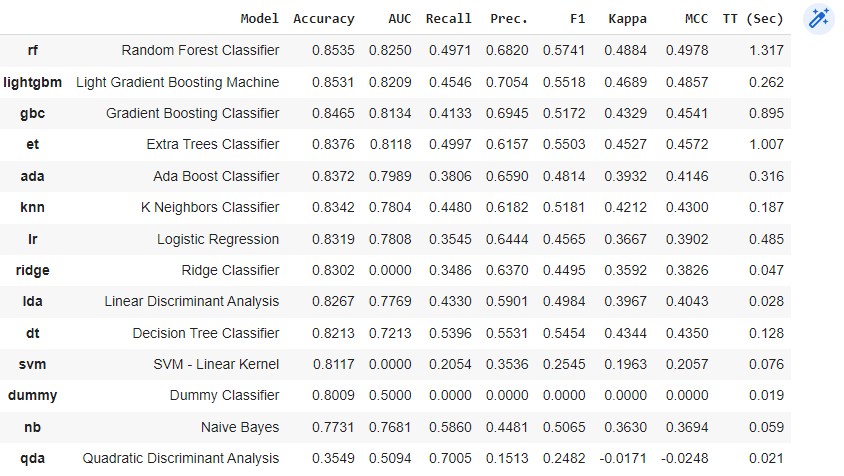 Model Accuracy AUC Recall Prec. F1 Kappa MCC TT (Sec)
rf Random Forest Classifier 0.8535 0.8250 0.4971 0.6820 0.5741 0.4884 0.4978 1.317
lightgbm Light Gradient Boosting Machine 0.8531 0.8209 0.4546 0.7054 0.5518 0.4689 0.4857 0.262
gbc Gradient Boosting Classifier 0.8465 0.8134 0.4133 0.6945 0.5172 0.4329 0.4541 0.895
et Extra Trees Classifier 0.8376 0.8118 0.4997 0.6157 0.5503 0.4527 0.4572 1.007
ada Ada Boost Classifier 0.8372 0.7989 0.3806 0.6590 0.4814 0.3932 0.4146 0.316
knn K Neighbors Classifier 0.8342 0.7804 0.4480 0.6182 0.5181 0.4212 0.4300 0.187
lr Logistic Regression 0.8319 0.7808 0.3545 0.6444 0.4565 0.3667 0.3902 0.485
ridge Ridge Classifier 0.8302 0.0000 0.3486 0.6370 0.4495 0.3592 0.3826 0.047
lda Linear Discriminant Analysis 0.8267 0.7769 0.4330 0.5901 0.4984 0.3967 0.4043 0.028
dt Decision Tree Classifier 0.8213 0.7213 0.5396 0.5531 0.5454 0.4344 0.4350 0.128
svm SVM - Linear Kernel 0.8117 0.0000 0.2054 0.3536 0.2545 0.1963 0.2057 0.076
dummy Dummy Classifier 0.8009 0.5000 0.0000 0.0000 0.0000 0.0000 0.0000 0.019
nb Naive Bayes 0.7731 0.7681 0.5860 0.4481 0.5065 0.3630 0.3694 0.059
qda Quadratic Discriminant Analysis 0.3549 0.5094 0.7005 0.1513 0.2482 -0.0171 -0.0248 0.021